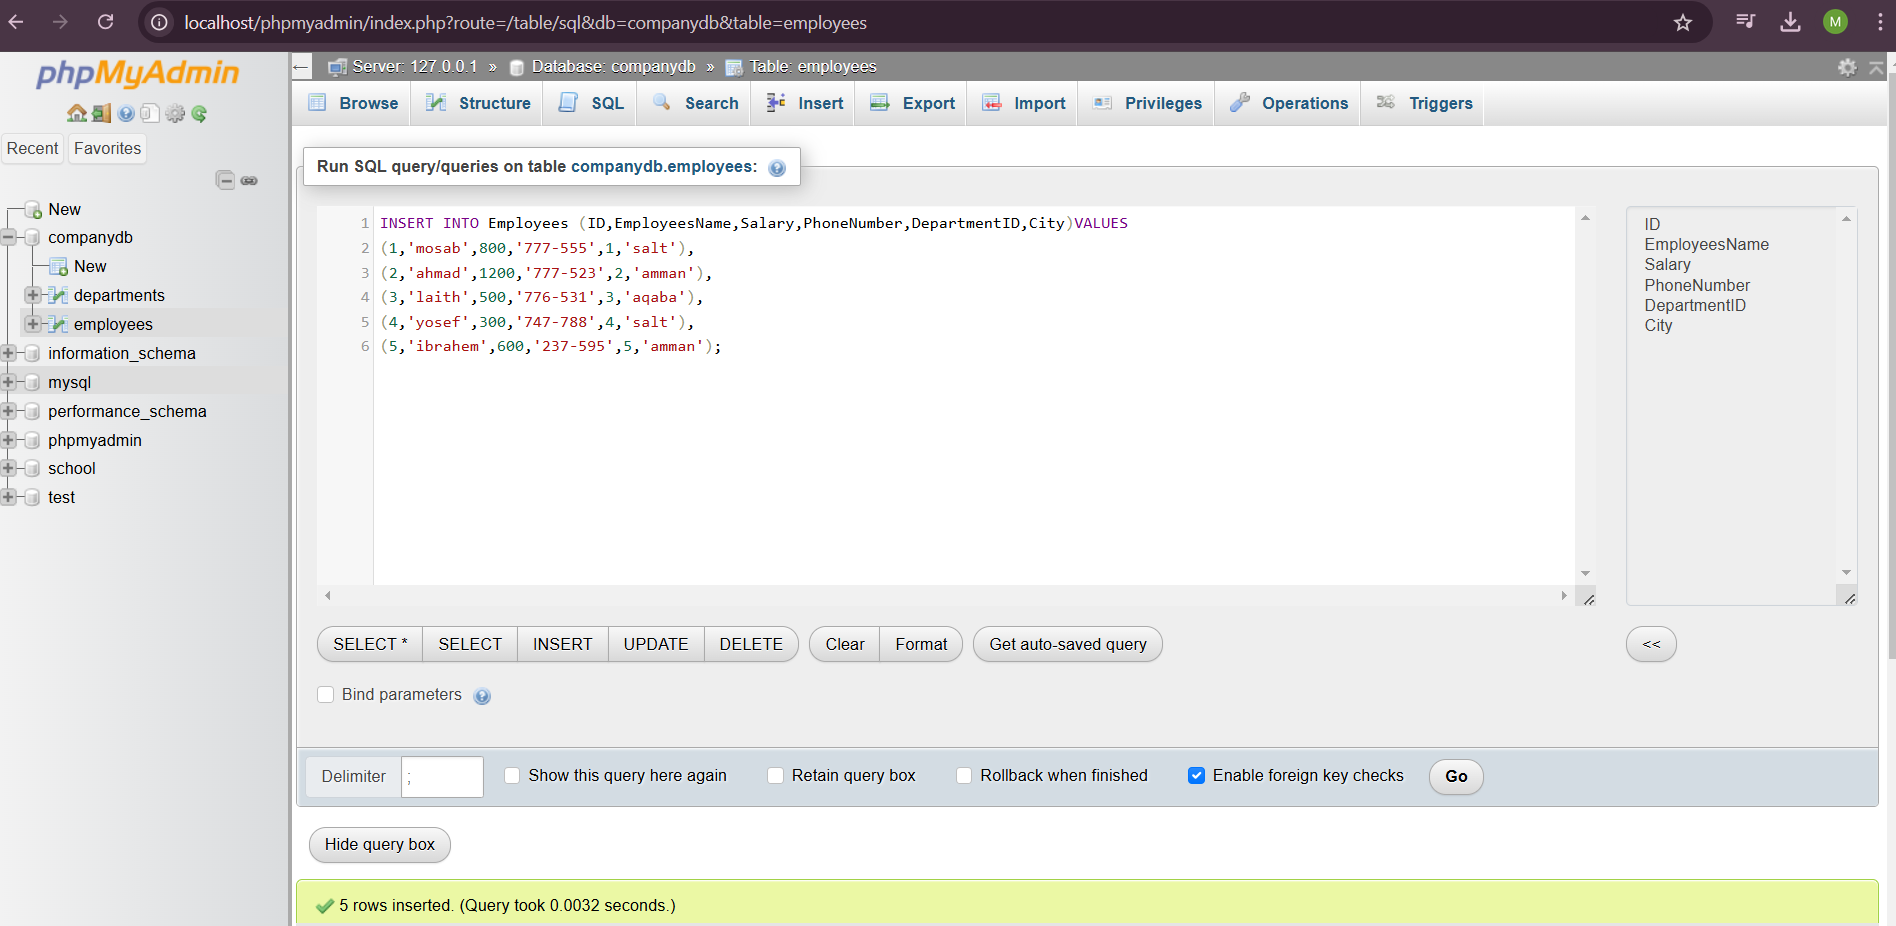 localhost/phpmyadmin/index.php?route=/table/sql&db=companydb&table=employees
M
phpMyAdmin
Recent
Favorites
New
companydb
New
departments
employees
information_schema
mysql
performance_schema
phpmyadmin
school
test
Server: 127.0.0.1 » Database: companydb » Table: employees
Browse Structure SQL Search Insert Export Import Privileges Operations Triggers
Run SQL query/queries on table companydb.employees:
1 INSERT INTO Employees (ID,EmployeesName,Salary,PhoneNumber,DepartmentID,City)VALUES
2 (1,'mosab',800,'777-555',1,'salt'),
3 (2,'ahmad',1200,'777-523',2,'amman'),
4 (3,'laith',500,'776-531',3,'aqaba'),
5 (4,'yosef',300,'747-788',4,'salt'),
6 (5,'ibrahem',600,'237-595',5,'amman');
ID
EmployeesName
Salary
PhoneNumber
DepartmentID
City
SELECT * SELECT INSERT UPDATE DELETE Clear Format Get auto-saved query <<
Bind parameters
Delimiter ; Show this query here again Retain query box Rollback when finished Enable foreign key checks Go
Hide query box
5 rows inserted. (Query took 0.0032 seconds.)